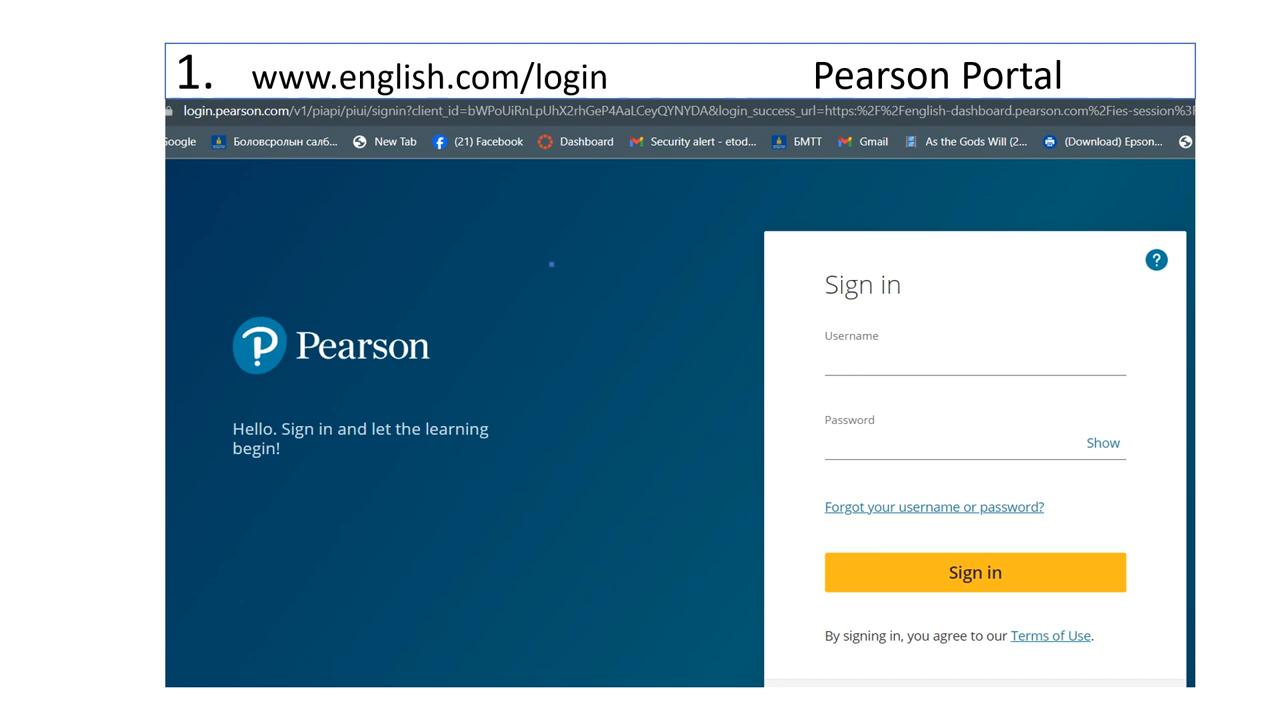 1. www.english.com/login Pearson Portal
login.pearson.com/v1/piapi/piui/signin?client_id=bWPoUiRnLpUhX2rhGeP4AaLCeyQYNYDA&login_success_url=https:%2F%2Fenglish-dashboard.pearson.com%2Fies-session%3F
oogle Боловсролын салб... New Tab (21) Facebook Dashboard Security alert - etod... БМТТ Gmail As the Gods Will (2... (Download) Epson...
Sign in
Username
Pearson
Password
Hello. Sign in and let the learning
begin!
Show
Forgot your username or password?
Sign in
By signing in, you agree to our Terms of Use.